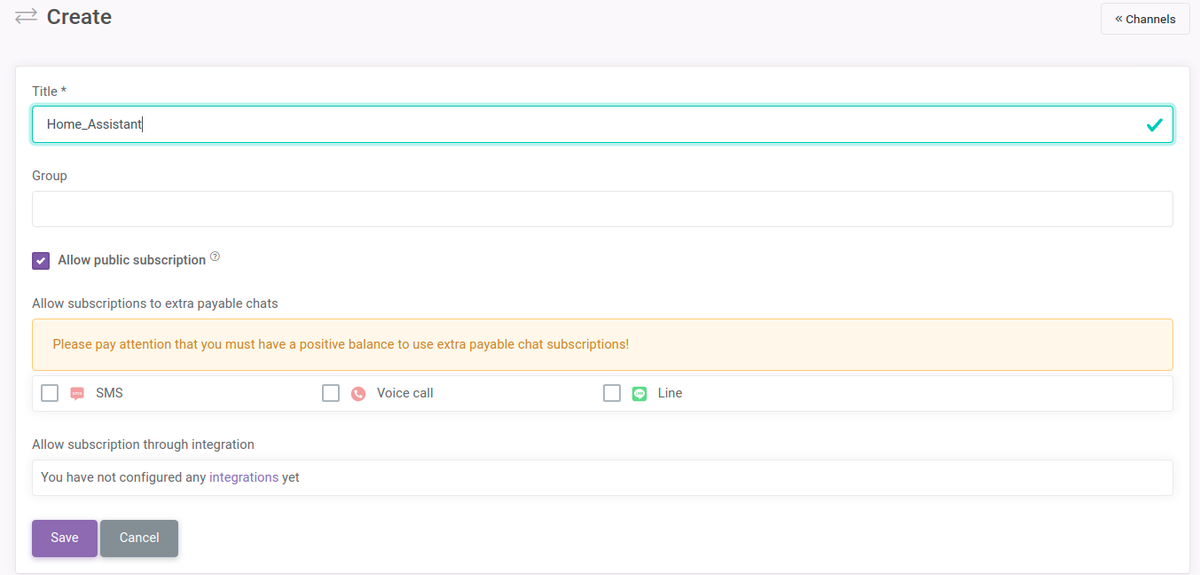 Create
« Channels
Title *
Home_Assistant
Group
Allow public subscription ?
Allow subscriptions to extra payable chats
Please pay attention that you must have a positive balance to use extra payable chat subscriptions!
SMS Voice call Line
Allow subscription through integration
You have not configured any integrations yet
Save Cancel